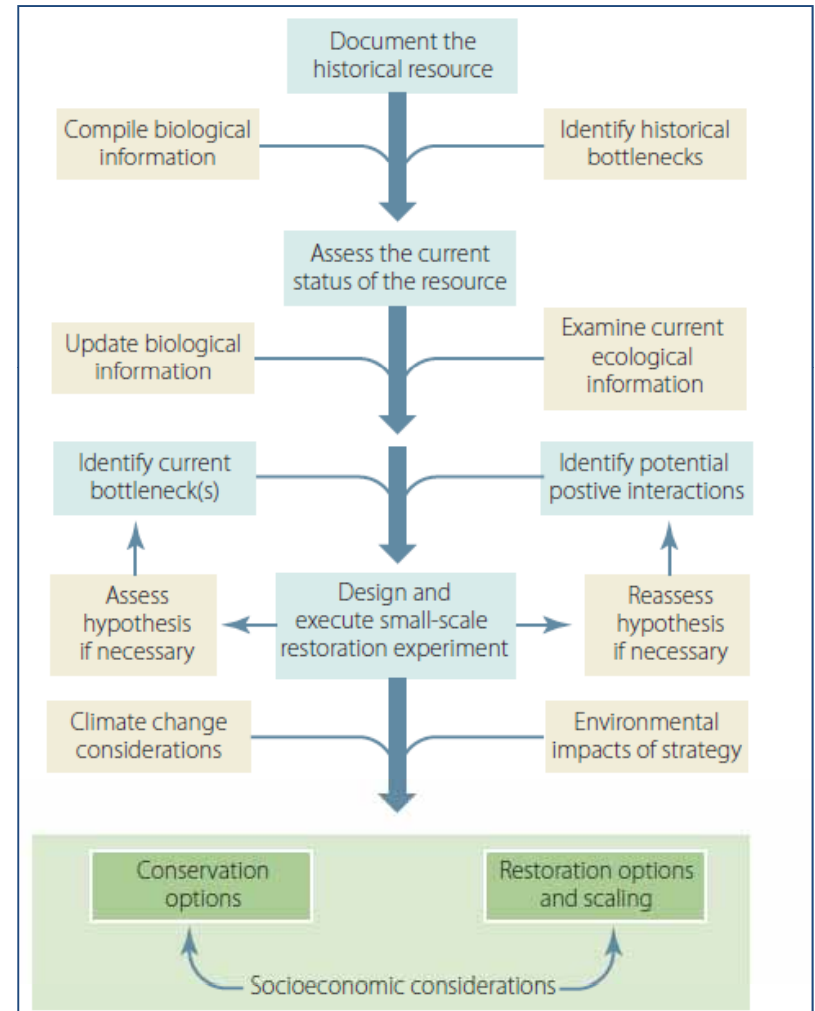 Document the
historical resource
Compile biological
information
Identify historical
bottlenecks
Assess the current
status of the resource
Update biological
information
Examine current
ecological
information
Identify current
bottleneck(s)
Identify potential
postive interactions
Assess
hypothesis
if necessary
Design and
execute small-scale
restoration experiment
Reassess
hypothesis
if necessary
Climate change
considerations
Environmental
impacts of strategy
Conservation
options
Restoration options
and scaling
Socioeconomic considerations